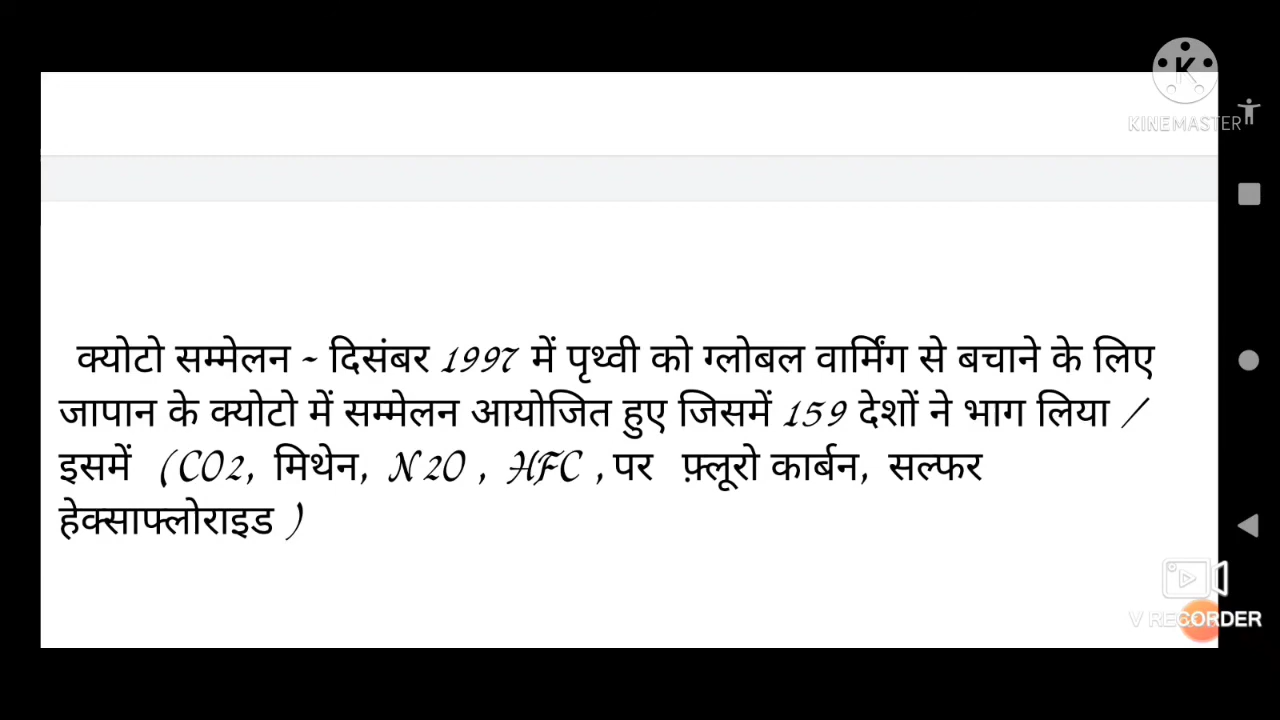 KINEMASTER
क्योटो सम्मेलन - दिसंबर 1997 में पृथ्वी को ग्लोबल वार्मिंग से बचाने के लिए
जापान के क्योटो में सम्मेलन आयोजित हुए जिसमें 159 देशों ने भाग लिया /
इसमें (CO2, मिथेन, N2O , HFC , पर फ़्लूरो कार्बन, सल्फर
हेक्साफ्लोराइड )
V RECORDER